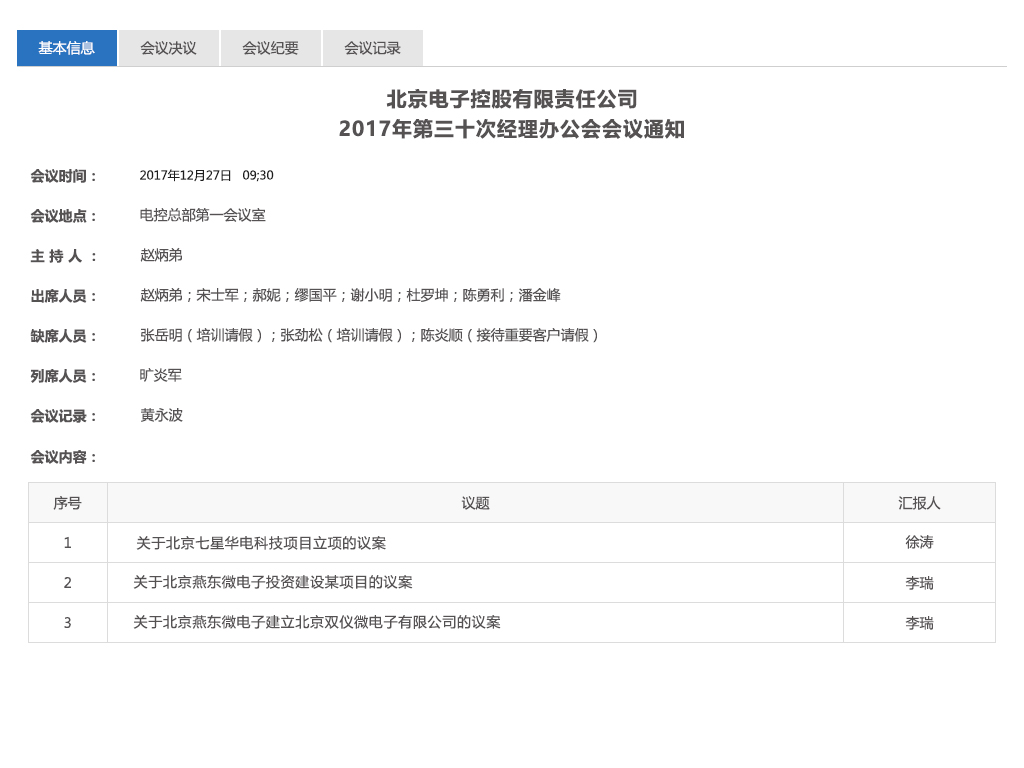 基本信息 会议决议 会议纪要 会议记录
北京电子控股有限责任公司
2017年第三十次经理办公会会议通知
会议时间： 2017年12月27日 09;30
会议地点： 电控总部第一会议室
主 持 人 ： 赵炳弟
出席人员： 赵炳弟；宋士军；郝妮；缪国平；谢小明；杜罗坤；陈勇利；潘金峰
缺席人员： 张岳明（培训请假）；张劲松（培训请假）；陈炎顺（接待重要客户请假）
列席人员： 旷炎军
会议记录： 黄永波
会议内容：
序号 议题 汇报人
1 关于北京七星华电科技项目立项的议案 徐涛
2 关于北京燕东微电子投资建设某项目的议案 李瑞
3 关于北京燕东微电子建立北京双仪微电子有限公司的议案 李瑞